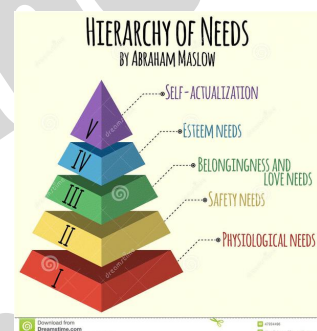 HIERARCHY OF NEEDS
BY ABRAHAM MASLOW
SELF-ACTUALIZATION
ESTEEM NEEDS
BELONGINGNESS AND
LOVE NEEDS
SAFETY NEEDS
PHYSIOLOGICAL NEEDS
V
IV
III
II
I
Download from
Dreamstime.com